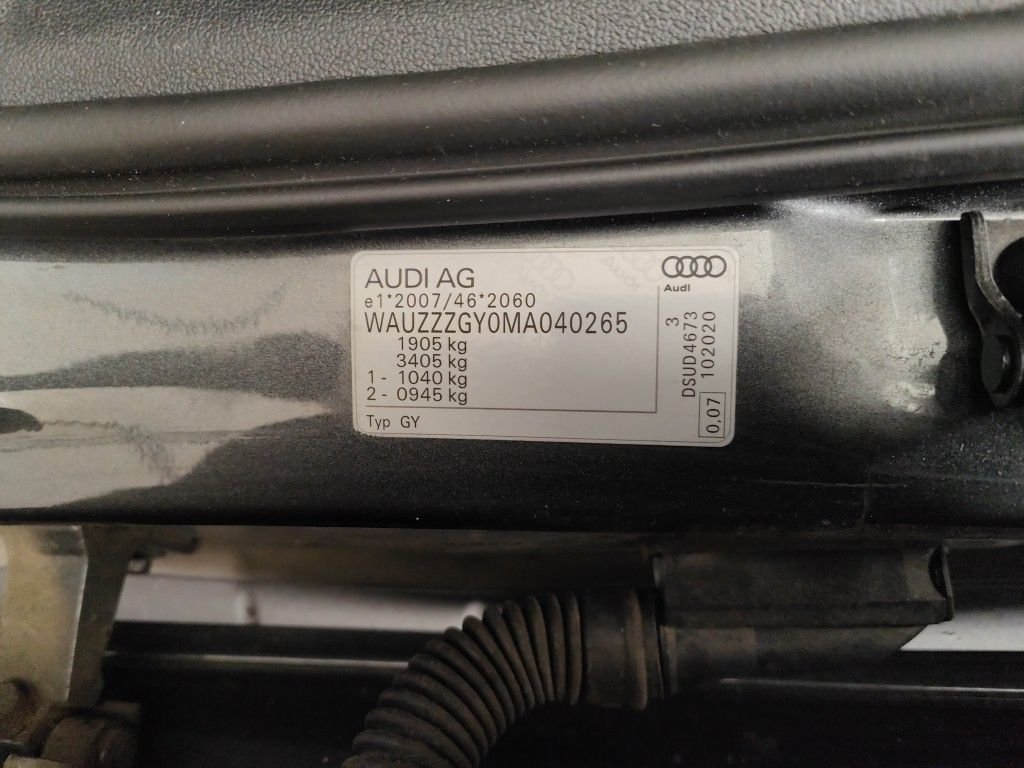 AUDI AG
e1*2007/46*2060
WAUZZZGY0MA040265
1905 kg
3405 kg
1 - 1040 kg
2 - 0945 kg
Typ GY
Audi
3
DSUD4673
102020
0.07